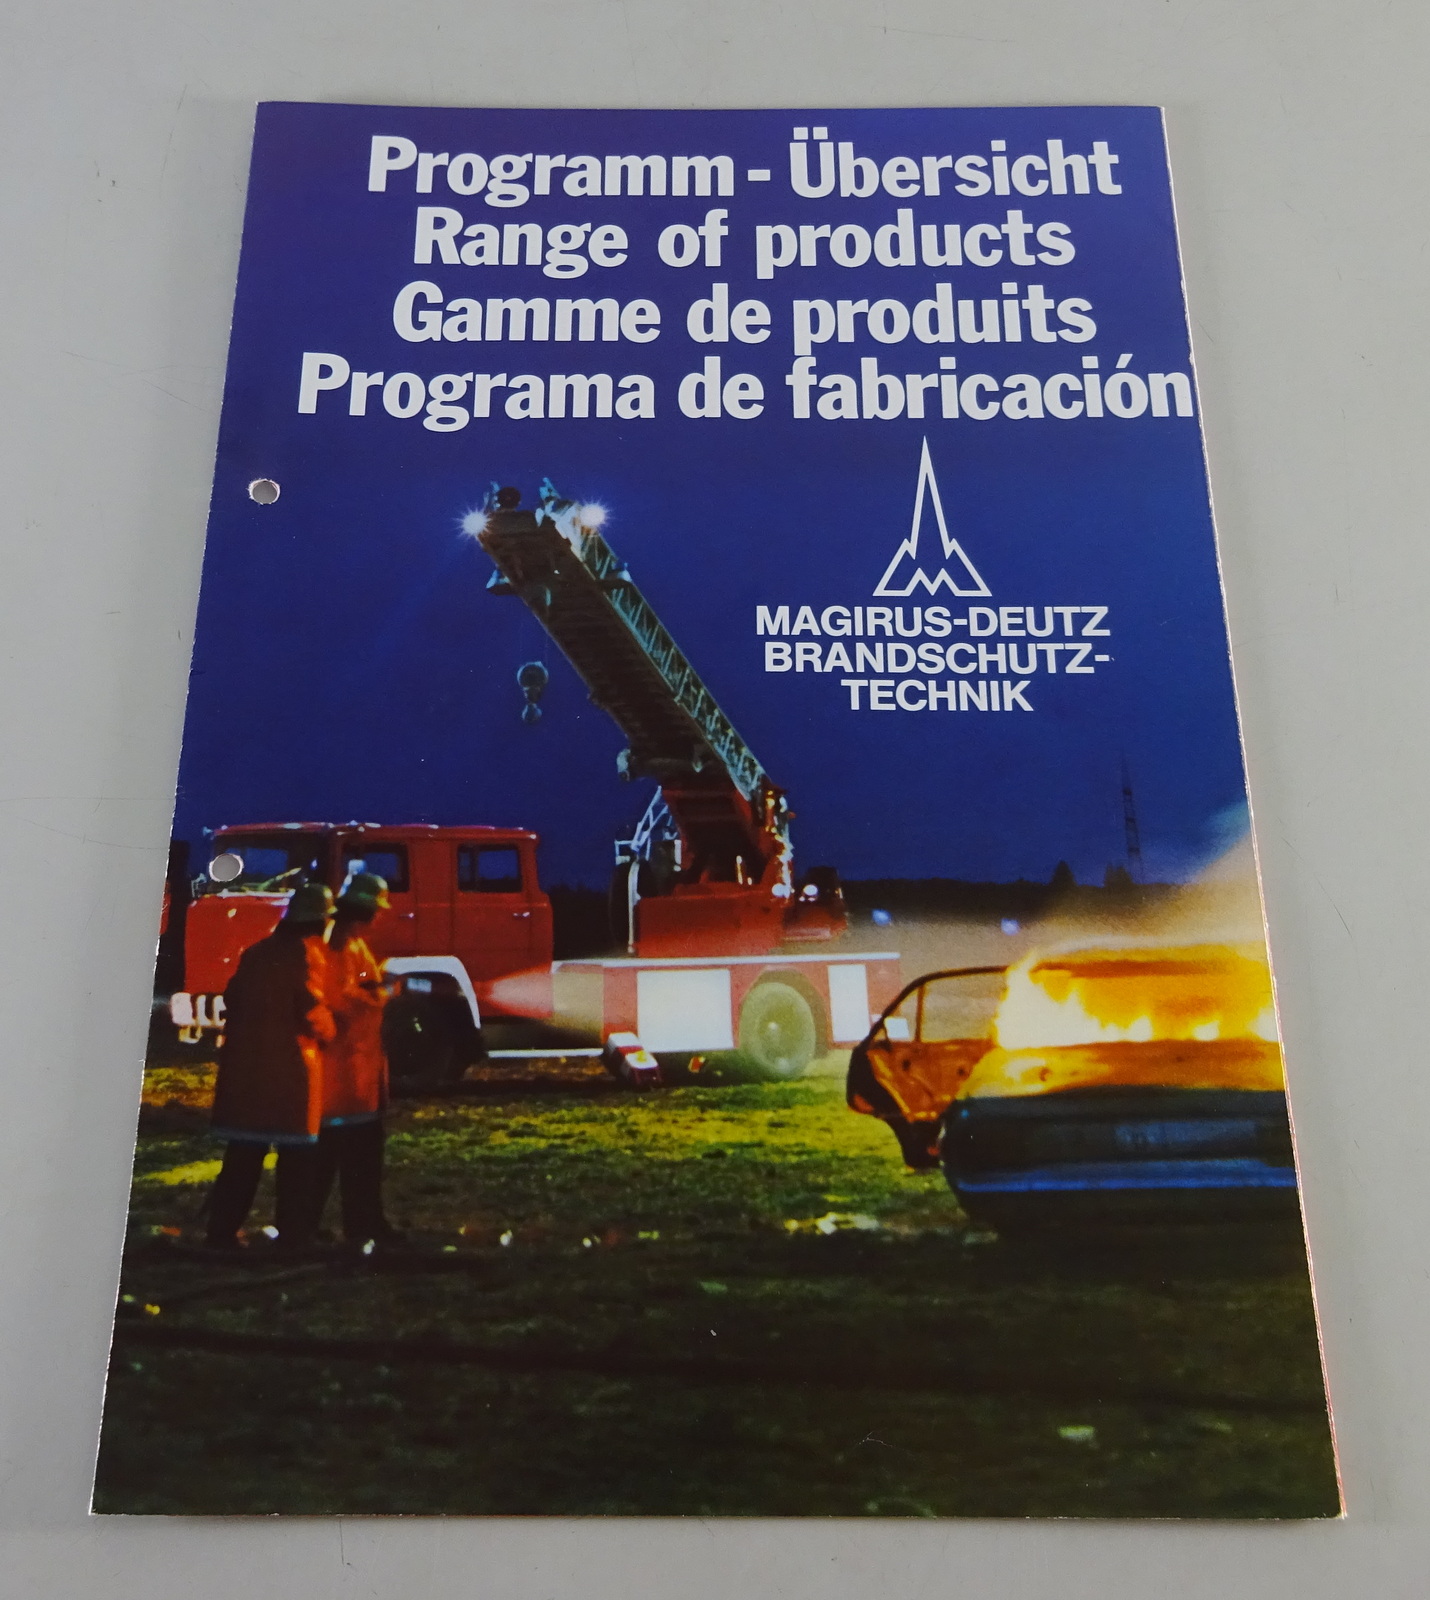 Programm - Übersicht
Range of products
Gamme de produits
Programa de fabricación
MAGIRUS-DEUTZ
BRANDSCHUTZ-
TECHNIK